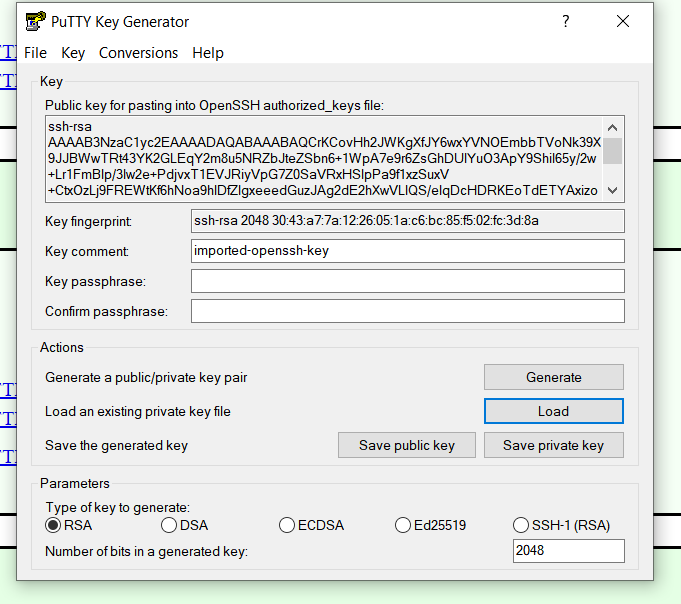 PuTTY Key Generator
File Key Conversions Help
Key
Public key for pasting into OpenSSH authorized_keys file:
ssh-rsa
AAAAB3NzaC1yc2EAAAADAQABAAABAQCrKCovHh2JWKgXfJY6wxYVNOEmbbTVoNk39X
9JJBWwTRt43YK2GLEqY2m8u5NRZbJteZSbn6+1WpA7e9r6ZsGhDUlYuO3ApY9Shil65y/2w
+Lr1FmBlp/3lw2e+PdjvxT1EVJRiyVpG7Z0SaVRxHSlpPa9f1xzSuxV
+CtxOzLj9FREWtKf6hNoa9hlDfZlgxeeedGuzJAg2dE2hXwVLlQS/elqDcHDRKEoTdETYAxizo
Key fingerprint:
ssh-rsa 2048 30:43:a7:7a:12:26:05:1a:c6:bc:85:f5:02:fc:3d:8a
Key comment:
imported-openssh-key
Key passphrase:
Confirm passphrase:
Actions
Generate a public/private key pair
Generate
Load an existing private key file
Load
Save the generated key
Save public key
Save private key
Parameters
Type of key to generate:
RSA DSA ECDSA Ed25519 SSH-1 (RSA)
Number of bits in a generated key:
2048